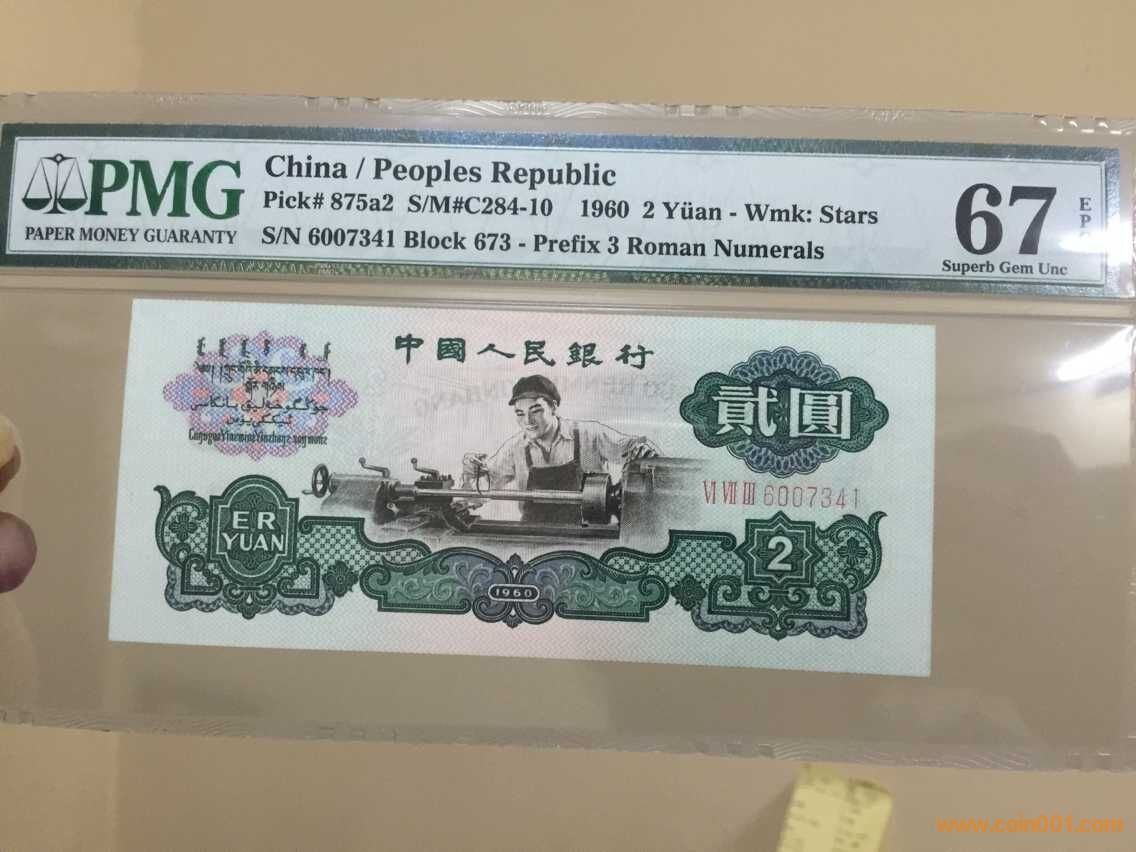 PMG
PAPER MONEY GUARANTY
China / Peoples Republic
Pick# 875a2 S/M#C284-10 1960 2 Yüan - Wmk: Stars
S/N 6007341 Block 673 - Prefix 3 Roman Numerals
67
Superb Gem Unc
EP
中國人民銀行
貳圓
VI VII III 6007341
ER
YUAN
2
1960
www.coin001.com